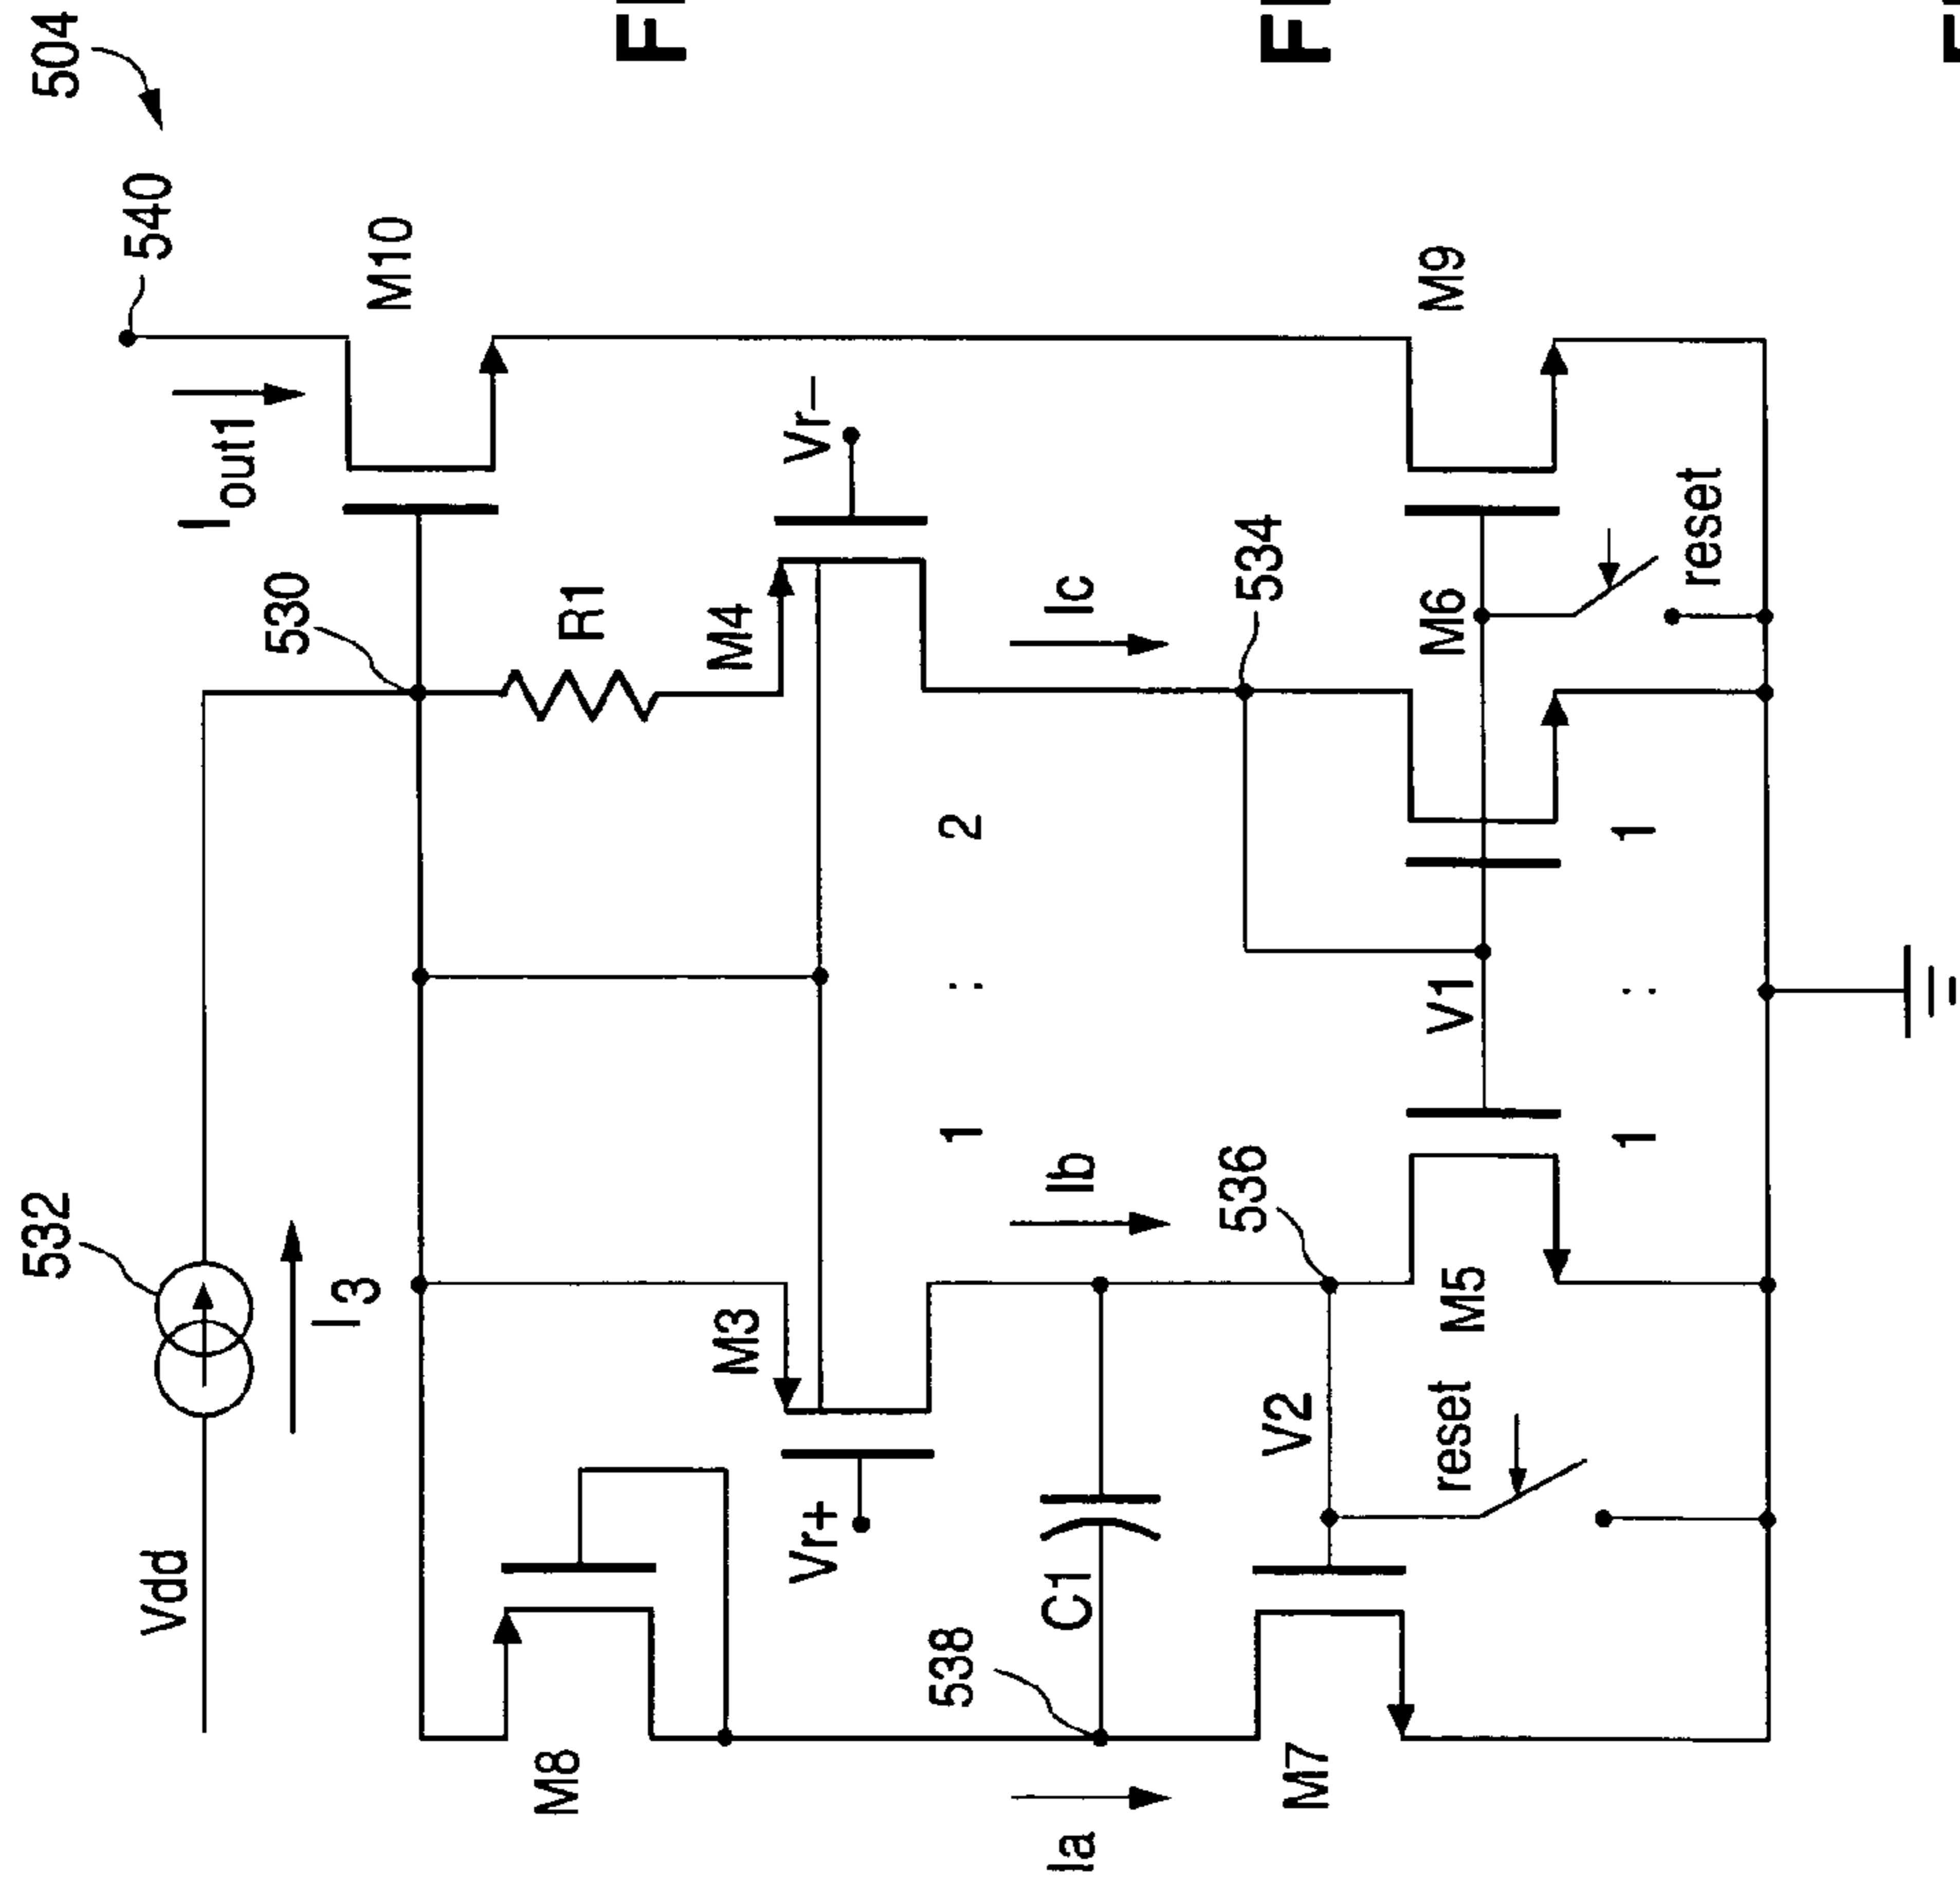 504
540
M10
Iout1
530
R1
M4
Vr−
532
Vdd
I3
M8
M3
Vr+
1 : 2
Ic
534
Ib
536
Ia
538
C1
V2
V1
M6
M9
M5
M7
reset
reset
1 : 1